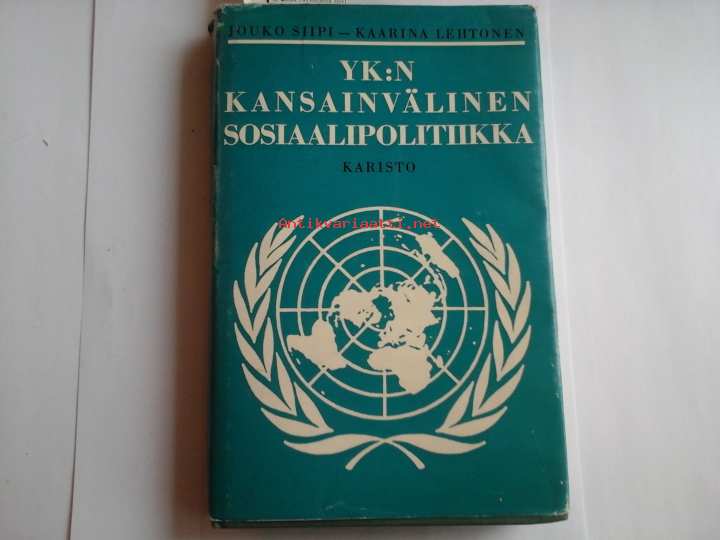 JOUKO SIIPI – KAARINA LEHTONEN
YK:N
KANSAINVÄLINEN
SOSIAALIPOLITIIKKA
KARISTO
Antikvariaatti.net